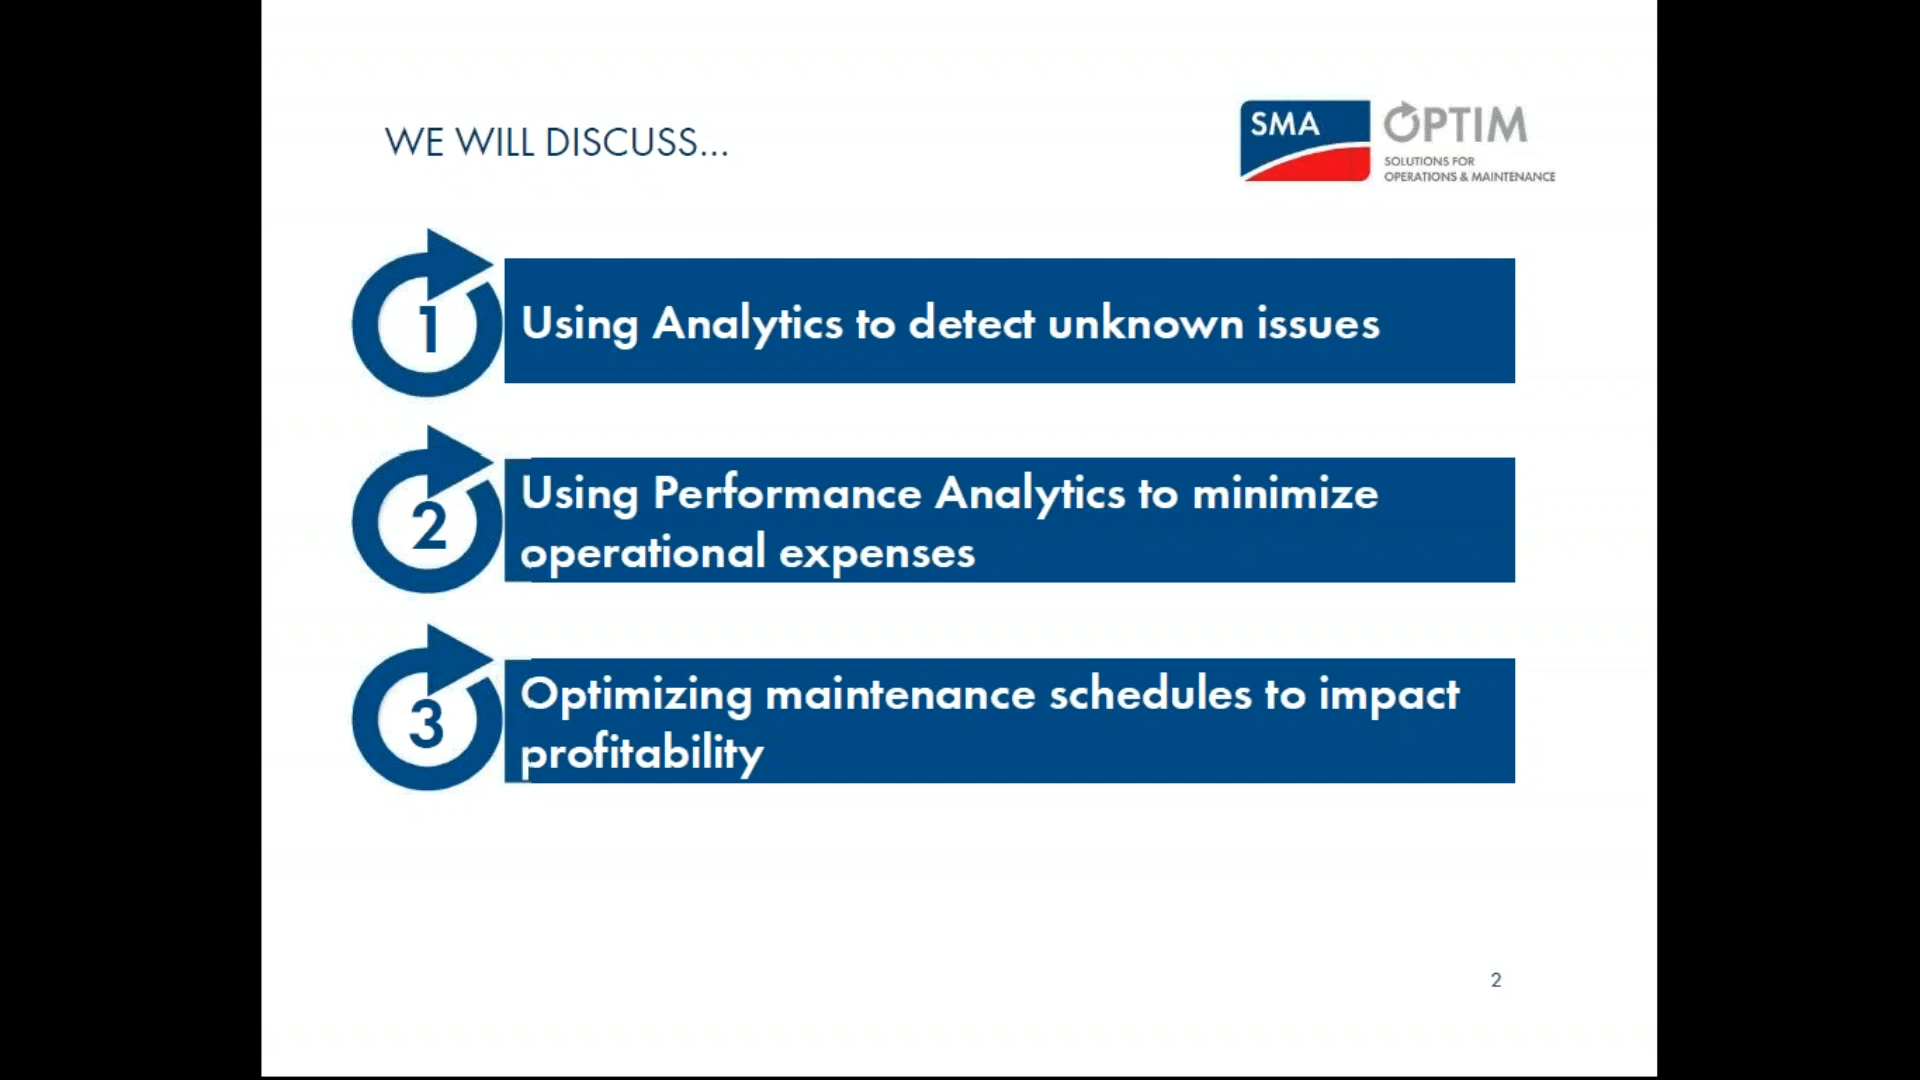 WE WILL DISCUSS...
SMA
OPTIM
SOLUTIONS FOR
OPERATIONS & MAINTENANCE
1
Using Analytics to detect unknown issues
2
Using Performance Analytics to minimize
operational expenses
3
Optimizing maintenance schedules to impact
profitability
2